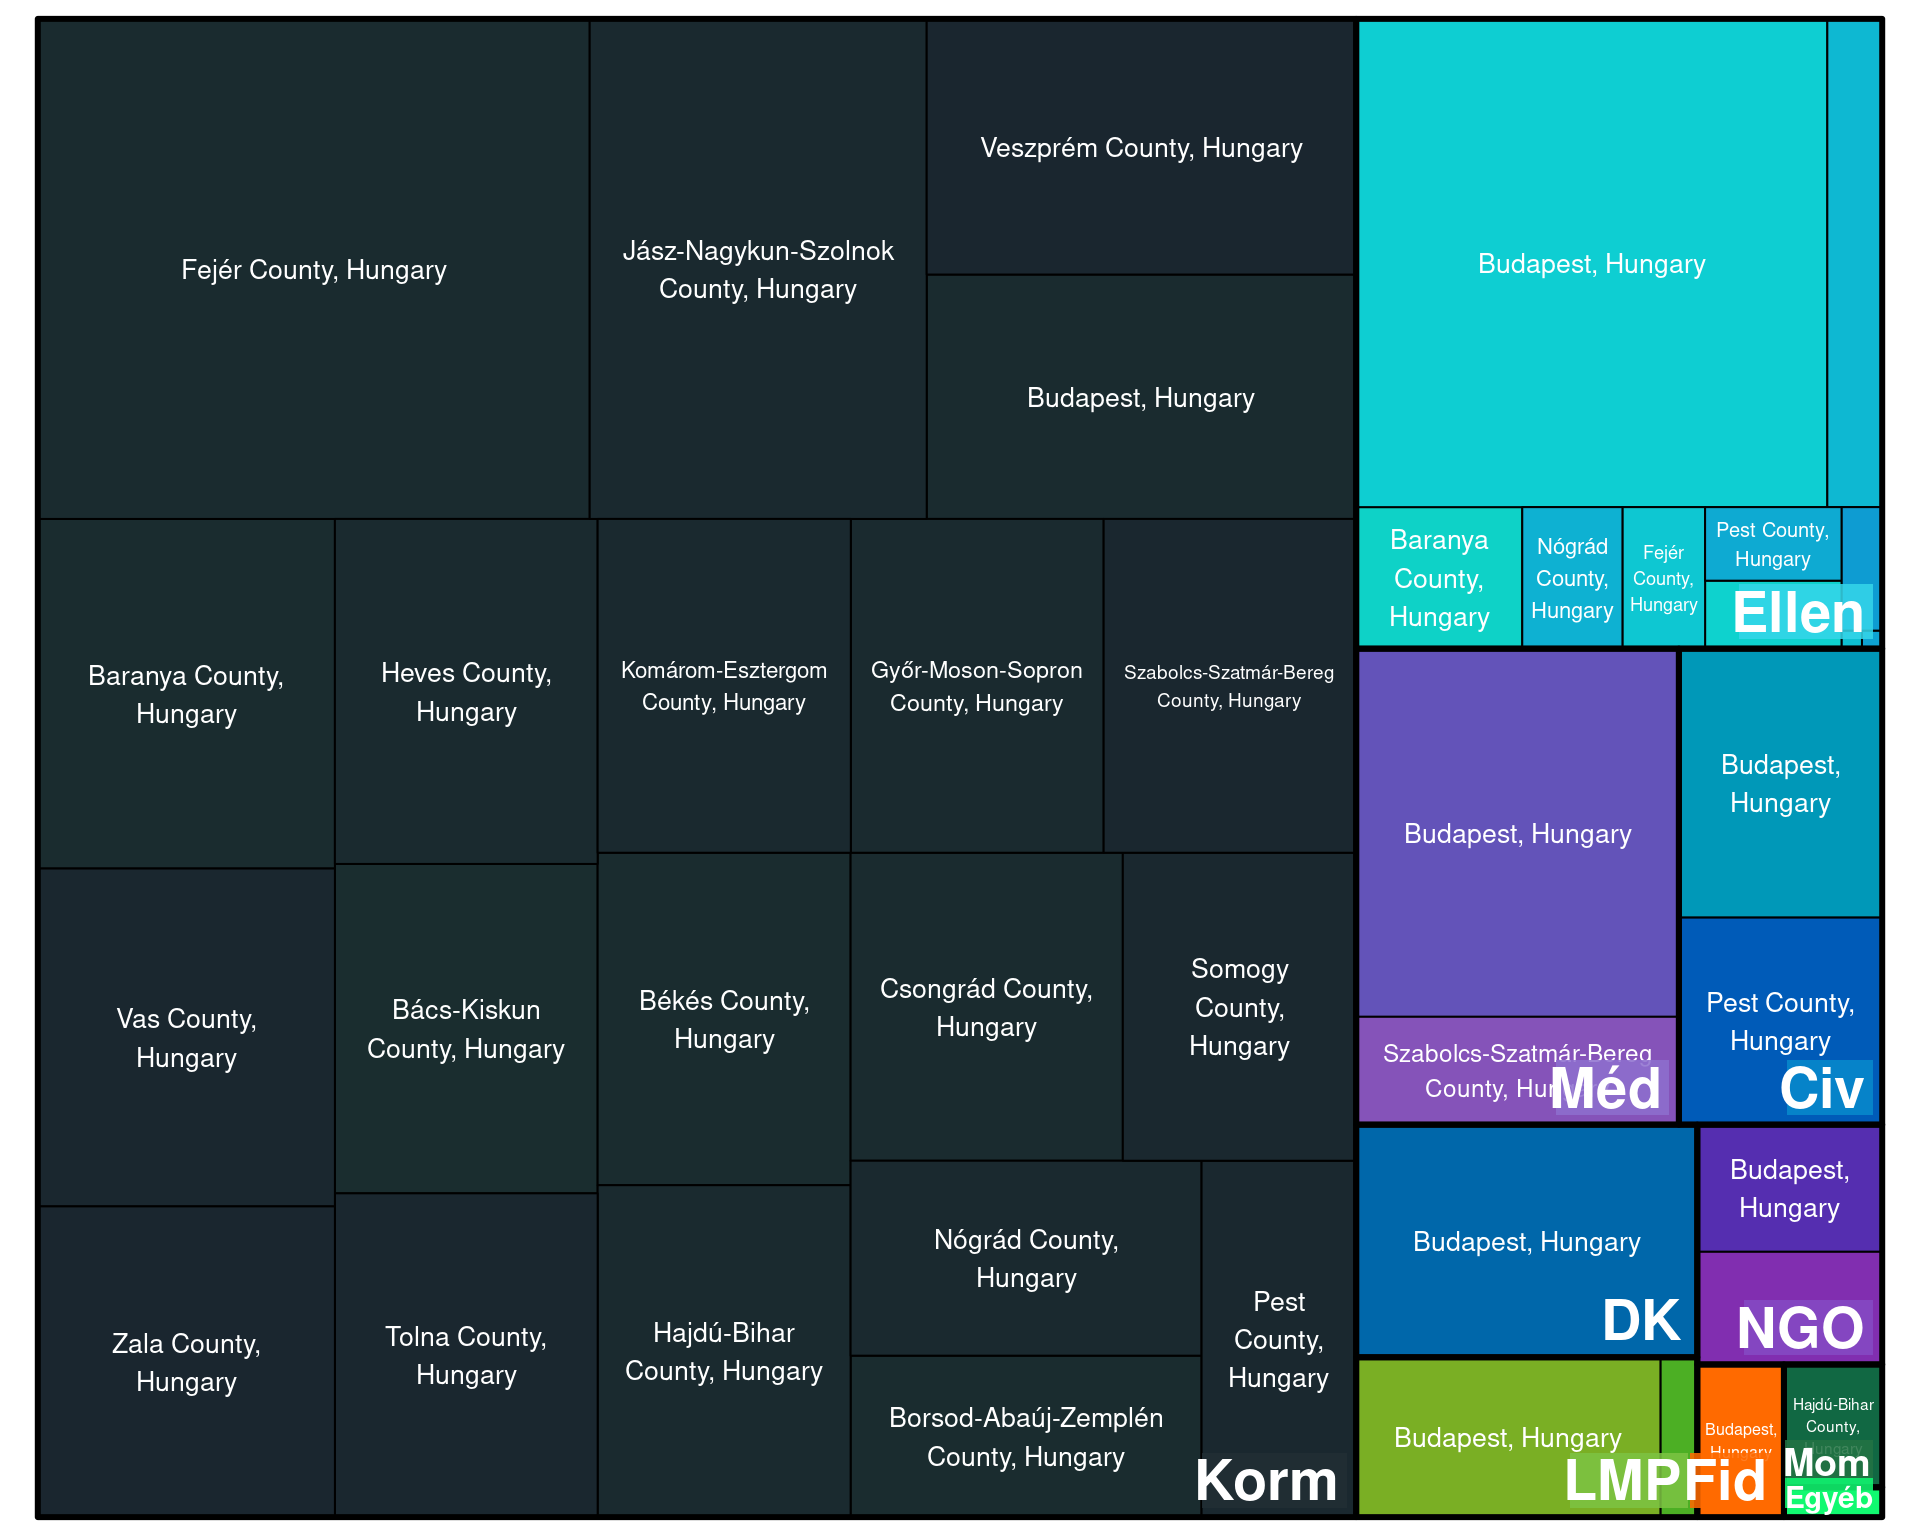 Fejér County, Hungary
Jász-Nagykun-Szolnok
County, Hungary
Veszprém County, Hungary
Budapest, Hungary
Baranya County,
Hungary
Heves County,
Hungary
Komárom-Esztergom
County, Hungary
Győr-Moson-Sopron
County, Hungary
Szabolcs-Szatmár-Bereg
County, Hungary
Vas County,
Hungary
Bács-Kiskun
County, Hungary
Békés County,
Hungary
Csongrád County,
Hungary
Somogy
County,
Hungary
Zala County,
Hungary
Tolna County,
Hungary
Hajdú-Bihar
County, Hungary
Nógrád County,
Hungary
Borsod-Abaúj-Zemplén
County, Hungary
Pest
County,
Hungary
Korm
Budapest, Hungary
Baranya
County,
Hungary
Nógrád
County,
Hungary
Fejér
County,
Hungary
Pest County,
Hungary
Ellen
Budapest, Hungary
Szabolcs-Szatmár-Bereg
County,
Méd
Budapest,
Hungary
Pest County,
Hungary
Civ
Budapest, Hungary
DK
Budapest,
Hungary
NGO
Budapest, Hungary
LMP
Budapest,
Hungary
Fid
Hajdú-Bihar
County,
Hungary
Mom
Egyéb